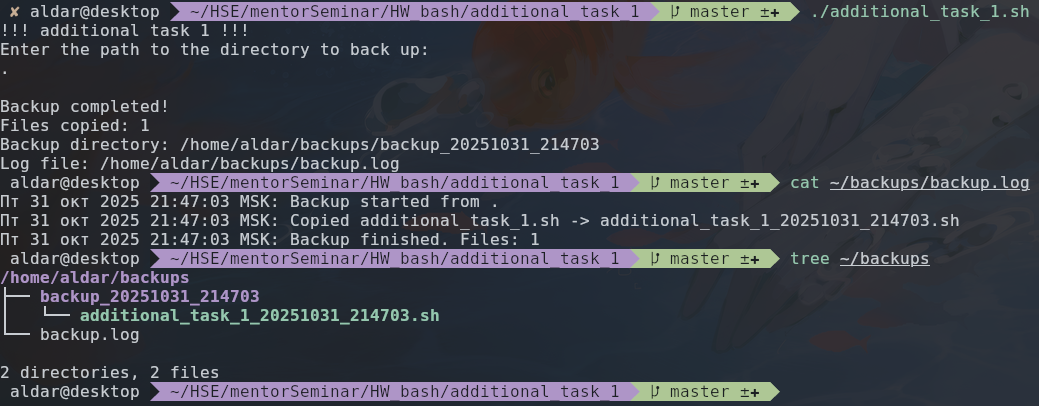 ✘ aldar@desktop ~/HSE/mentorSeminar/HW_bash/additional_task_1 master ±✚ ./additional_task_1.sh
!!! additional task 1 !!!
Enter the path to the directory to back up:
.
Backup completed!
Files copied: 1
Backup directory: /home/aldar/backups/backup_20251031_214703
Log file: /home/aldar/backups/backup.log
aldar@desktop ~/HSE/mentorSeminar/HW_bash/additional_task_1 master ±✚ cat ~/backups/backup.log
Пт 31 окт 2025 21:47:03 MSK: Backup started from .
Пт 31 окт 2025 21:47:03 MSK: Copied additional_task_1.sh -> additional_task_1_20251031_214703.sh
Пт 31 окт 2025 21:47:03 MSK: Backup finished. Files: 1
aldar@desktop ~/HSE/mentorSeminar/HW_bash/additional_task_1 master ±✚ tree ~/backups
/home/aldar/backups
├── backup_20251031_214703
│   └── additional_task_1_20251031_214703.sh
└── backup.log
2 directories, 2 files
aldar@desktop ~/HSE/mentorSeminar/HW_bash/additional_task_1 master ±✚